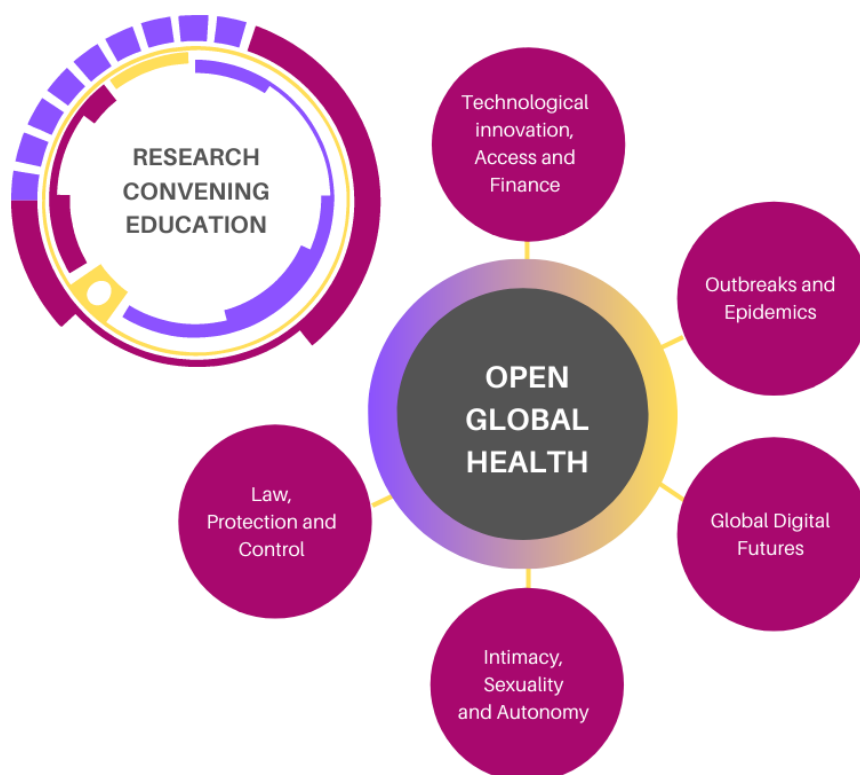 RESEARCH
CONVENING
EDUCATION
Technological
innovation,
Access and
Finance
Outbreaks and
Epidemics
OPEN
GLOBAL
HEALTH
Law,
Protection and
Control
Global Digital
Futures
Intimacy,
Sexuality
and Autonomy